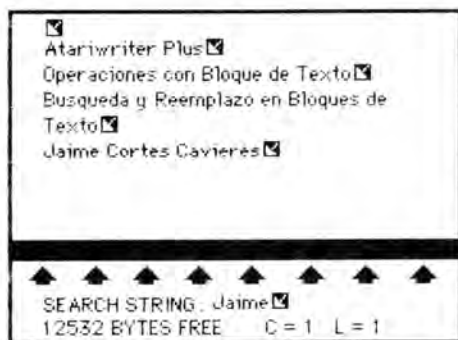 Atariwriter Plus
Operaciones con Bloque de Texto
Busqueda y Reemplazo en Bloques de
Texto
Jaime Cortes Cavieres
SEARCH STRING: Jaime
12532 BYTES FREE C = 1 L = 1